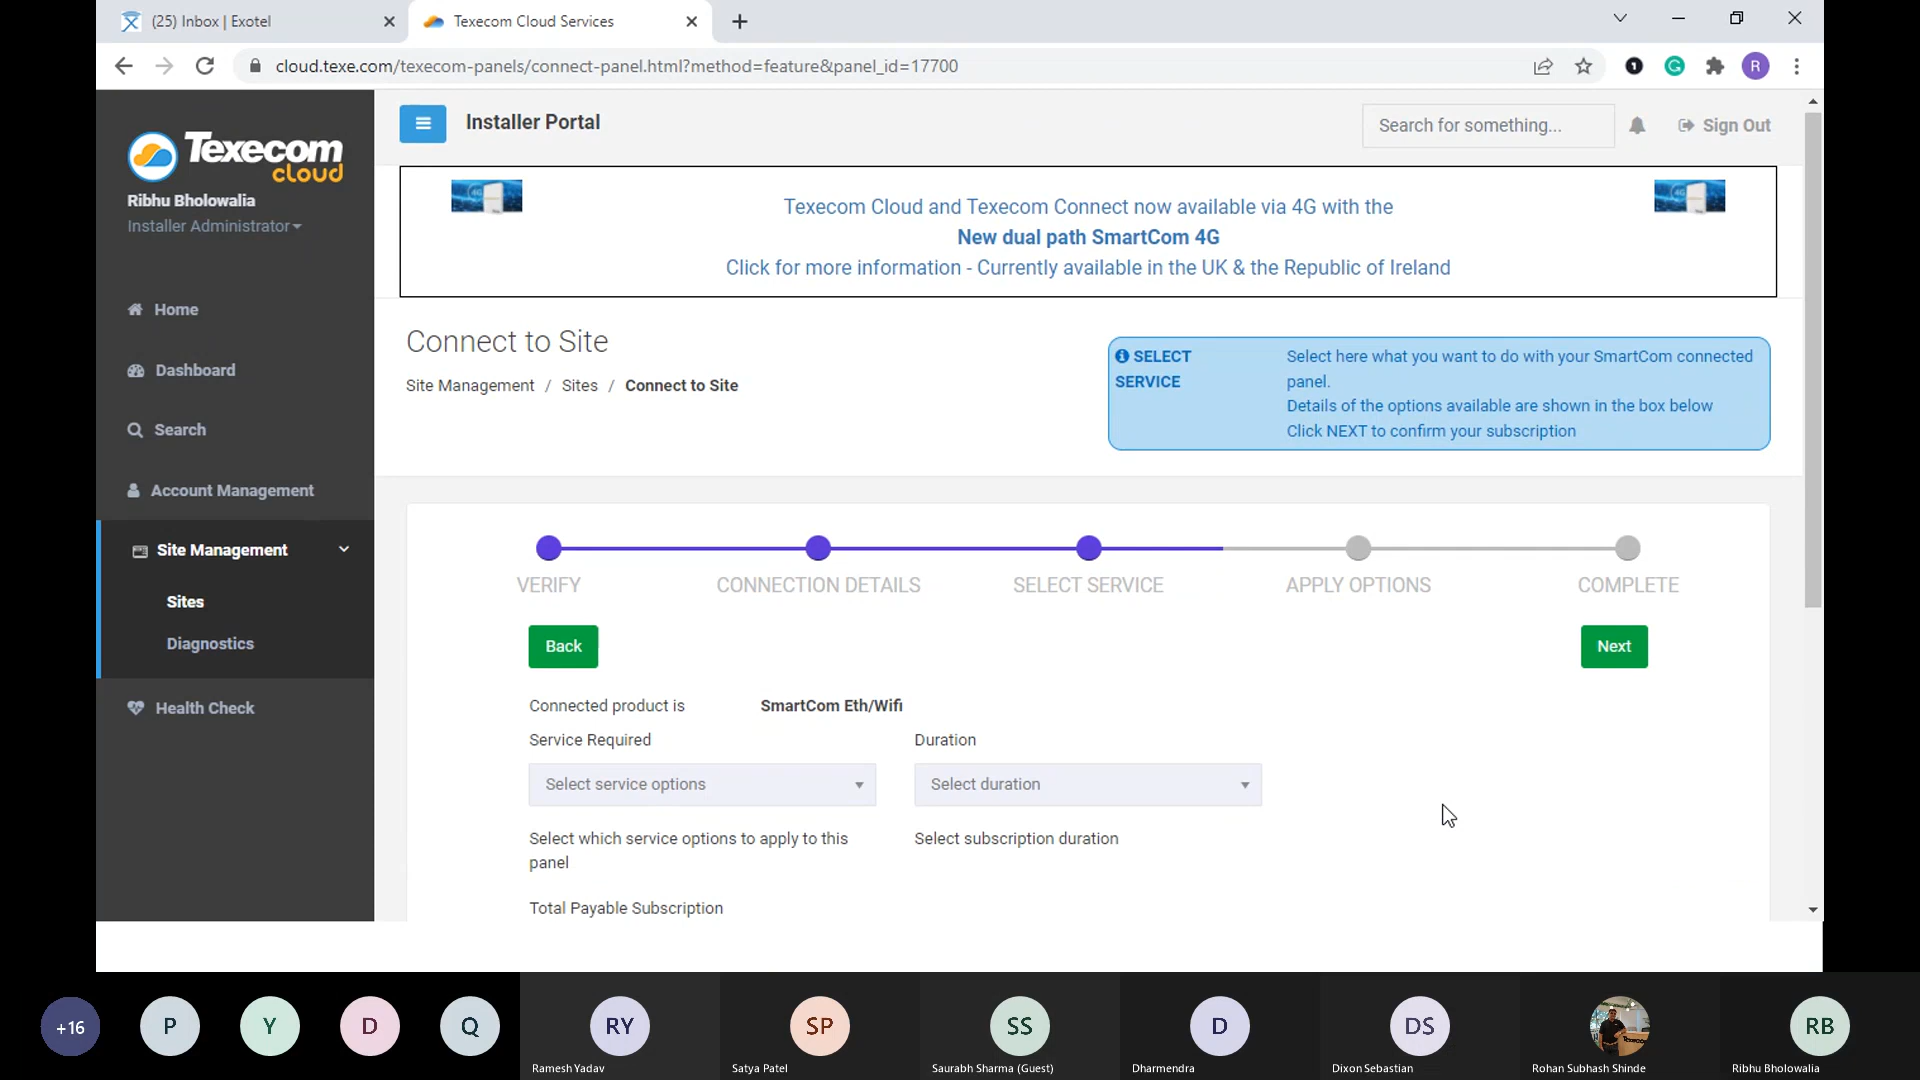 (25) Inbox | Exotel
Texecom Cloud Services
cloud.texe.com/texecom-panels/connect-panel.html?method=feature&panel_id=17700
R
Texecom
cloud
Ribhu Bholowalia
Installer Administrator
Home
Dashboard
Search
Account Management
Site Management
Sites
Diagnostics
Health Check
Installer Portal
Search for something...
Sign Out
Texecom Cloud and Texecom Connect now available via 4G with the
New dual path SmartCom 4G
Click for more information - Currently available in the UK & the Republic of Ireland
Connect to Site
Site Management / Sites / Connect to Site
SELECT
SERVICE
Select here what you want to do with your SmartCom connected
panel.
Details of the options available are shown in the box below
Click NEXT to confirm your subscription
VERIFY
CONNECTION DETAILS
SELECT SERVICE
APPLY OPTIONS
COMPLETE
Back
Next
Connected product is SmartCom Eth/Wifi
Service Required
Duration
Select service options
Select duration
Select which service options to apply to this
panel
Select subscription duration
Total Payable Subscription
+16
P
Y
D
Q
RY
SP
SS
D
DS
RB
Ramesh Yadav
Satya Patel
Saurabh Sharma (Guest)
Dharmendra
Dixon Sebastian
Rohan Subhash Shinde
Ribhu Bholowalia